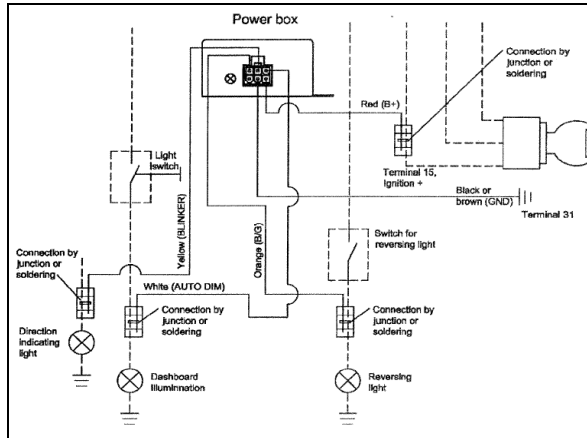 Power box
Connection by
junction or
soldering
Red (B+)
Light
switch
Terminal 15,
Ignition +
Black or
brown (GND)
Terminal 31
Yellow (BLINKER)
Orange (B/G)
Switch for
reversing light
Connection by
junction or
soldering
White (AUTO DIM)
Connection by
junction or
soldering
Connection by
junction or
soldering
Direction
indicating
light
Dashboard
Illuminnation
Reversing
light